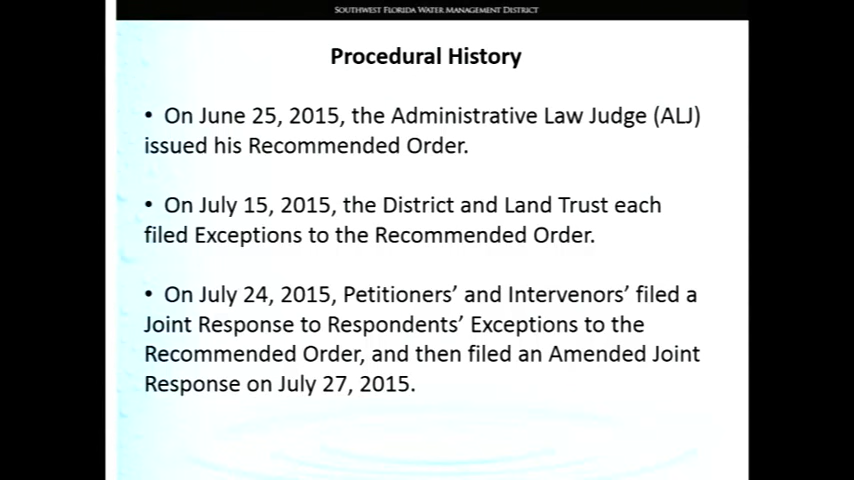 SOUTHWEST FLORIDA WATER MANAGEMENT DISTRICT
Procedural History
• On June 25, 2015, the Administrative Law Judge (ALJ)
issued his Recommended Order.
• On July 15, 2015, the District and Land Trust each
filed Exceptions to the Recommended Order.
• On July 24, 2015, Petitioners’ and Intervenors’ filed a
Joint Response to Respondents’ Exceptions to the
Recommended Order, and then filed an Amended Joint
Response on July 27, 2015.